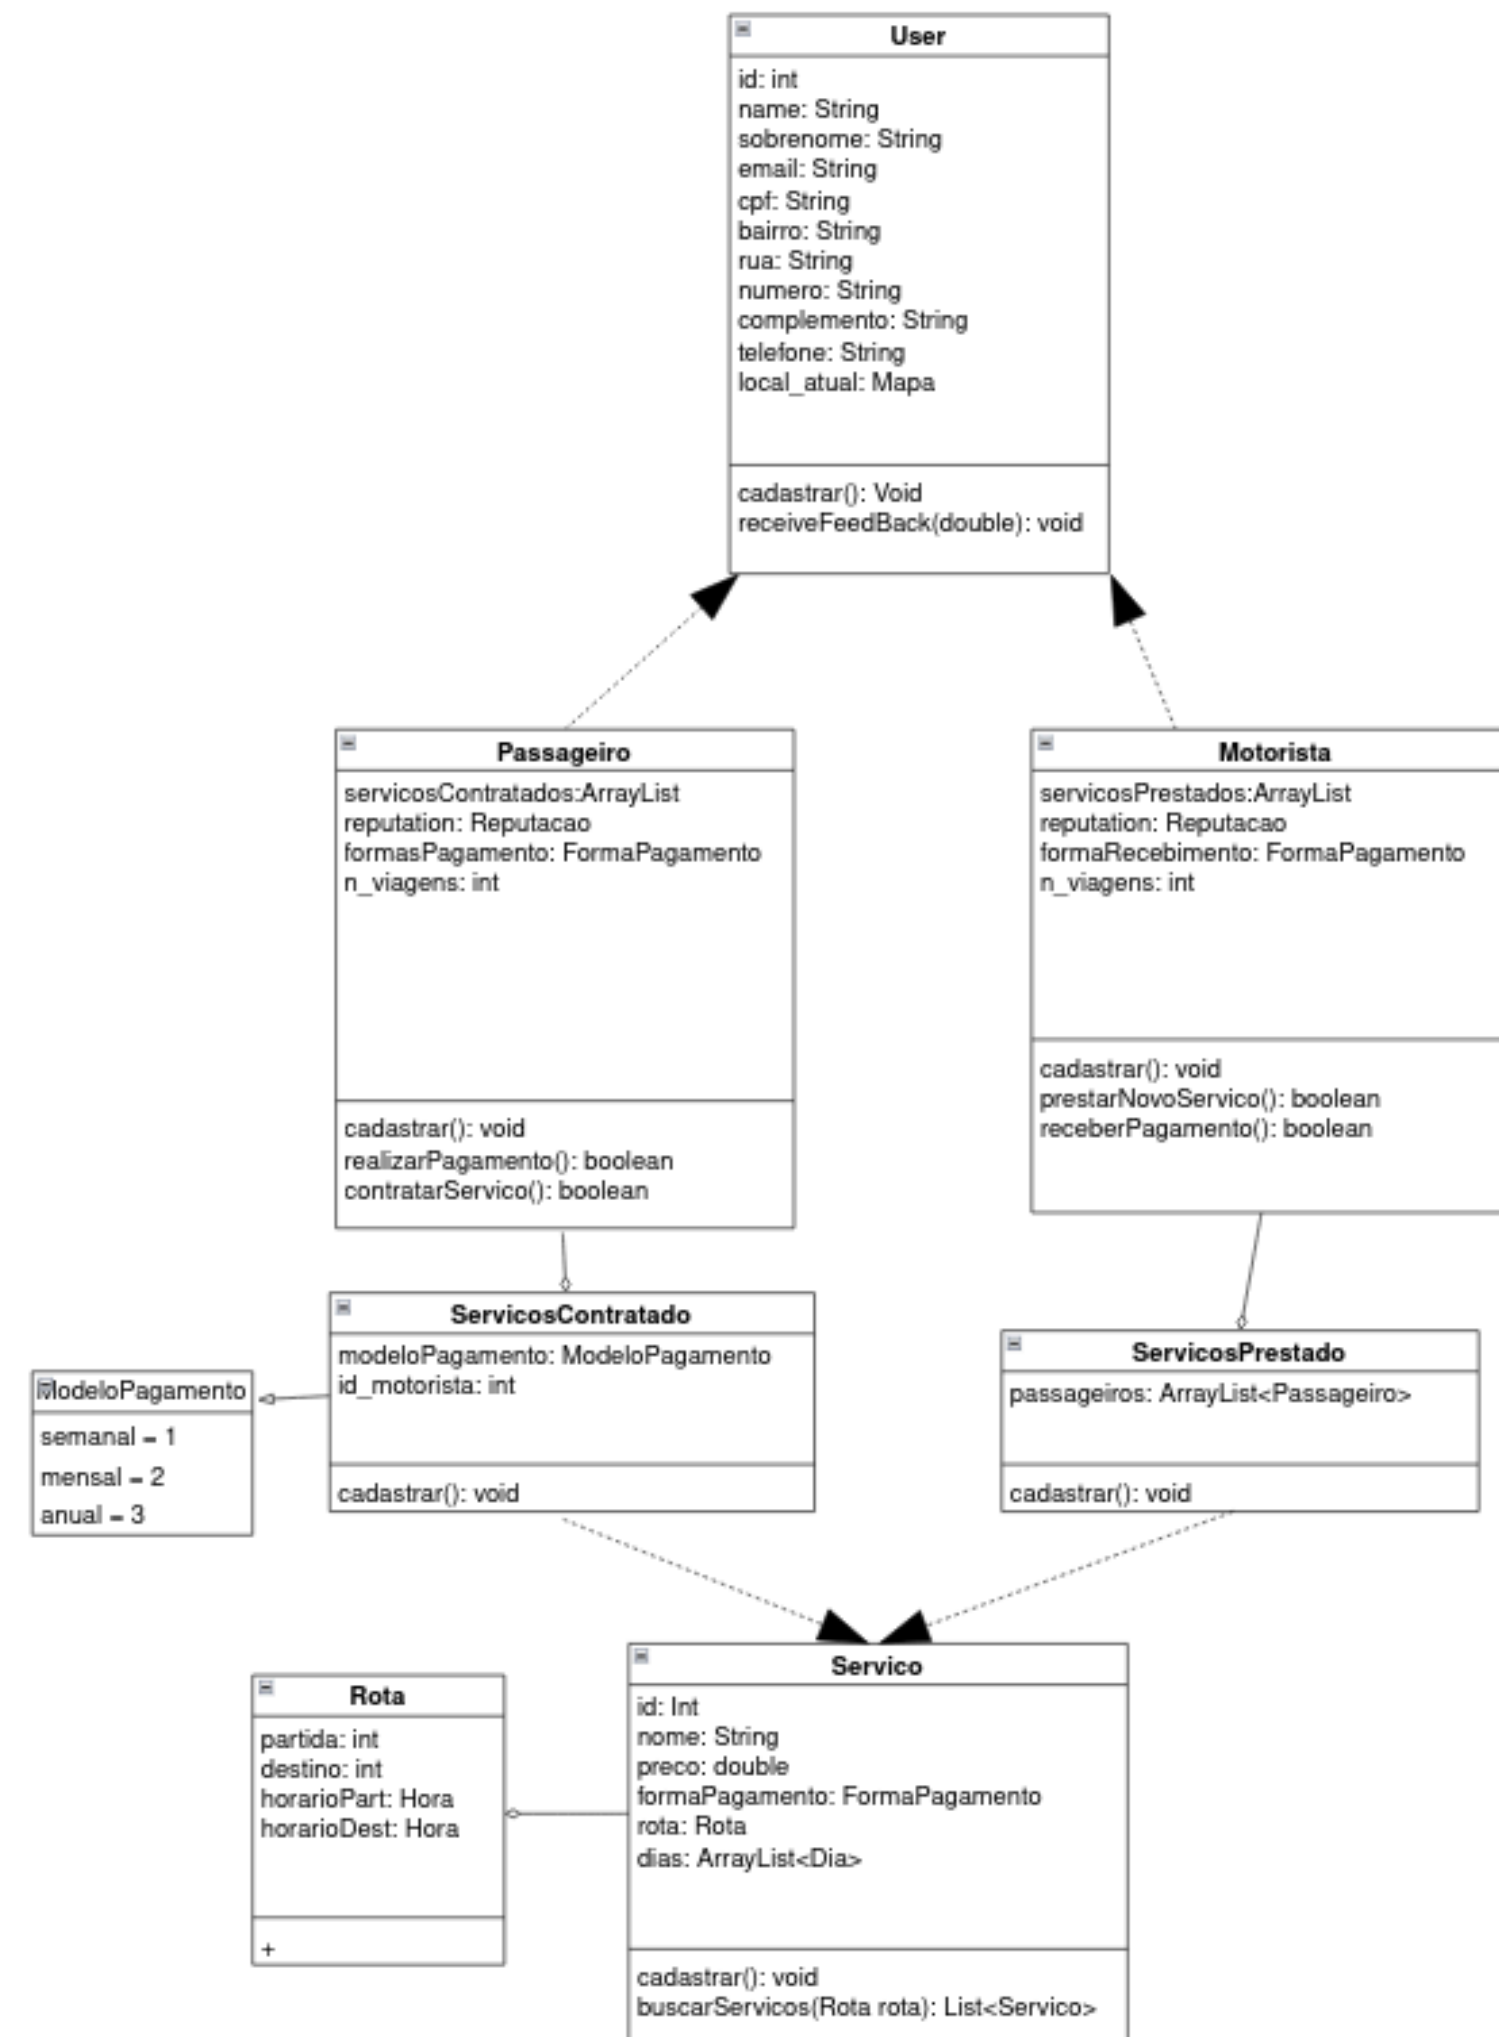 User
id: int
name: String
sobrenome: String
email: String
cpf: String
bairro: String
rua: String
numero: String
complemento: String
telefone: String
local_atual: Mapa
cadastrar(): Void
receiveFeedBack(double): void
Passageiro
servicosContratados:ArrayList
reputation: Reputacao
formasPagamento: FormaPagamento
n_viagens: int
cadastrar(): void
realizarPagamento(): boolean
contratarServico(): boolean
Motorista
servicosPrestados:ArrayList
reputation: Reputacao
formaRecebimento: FormaPagamento
n_viagens: int
cadastrar(): void
prestarNovoServico(): boolean
receberPagamento(): boolean
ServicosContratado
modeloPagamento: ModeloPagamento
id_motorista: int
cadastrar(): void
ModeloPagamento
semanal = 1
mensal = 2
anual = 3
ServicosPrestado
passageiros: ArrayList<Passageiro>
cadastrar(): void
Rota
partida: int
destino: int
horarioPart: Hora
horarioDest: Hora
+
Servico
id: Int
nome: String
preco: double
formaPagamento: FormaPagamento
rota: Rota
dias: ArrayList<Dia>
cadastrar(): void
buscarServicos(Rota rota): List<Servico>